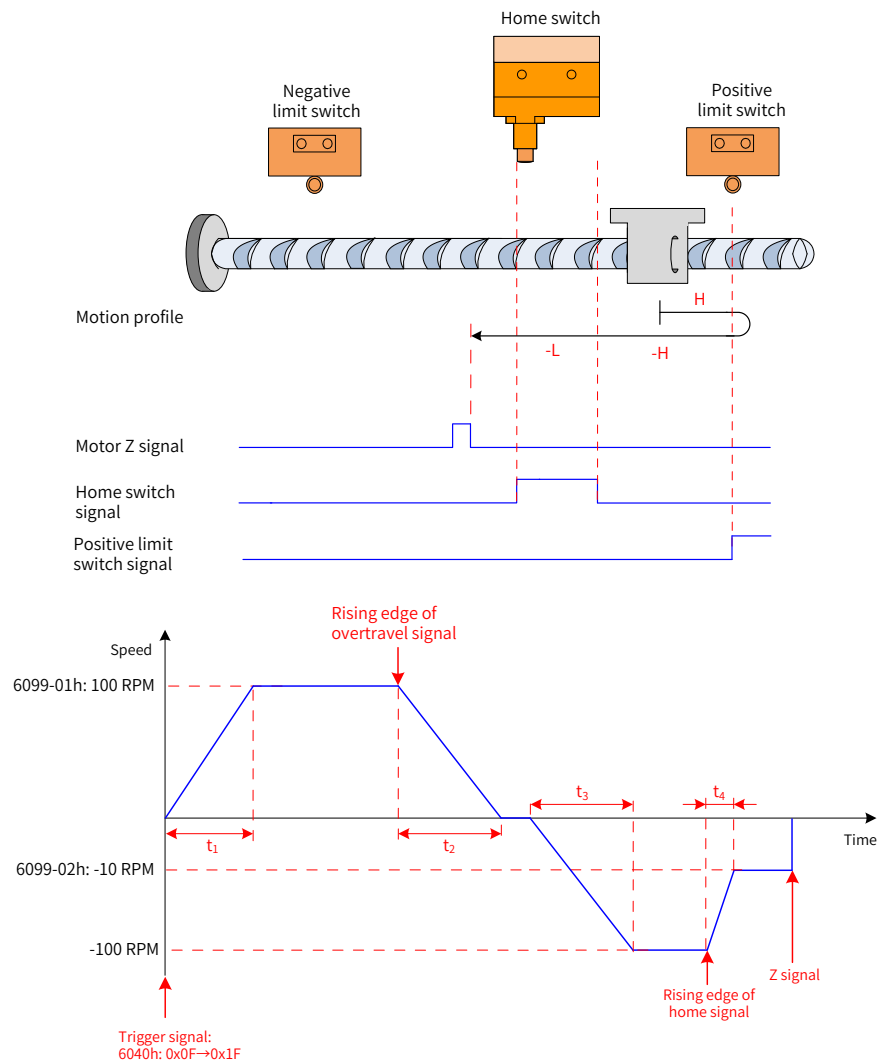 Home switch
Negative
limit switch
Positive
limit switch
Motion profile
H
-L
-H
Motor Z signal
Home switch
signal
Positive limit
switch signal
Rising edge of
overtravel signal
Speed
6099-01h: 100 RPM
t₃
t₄
t₁
t₂
Time
6099-02h: -10 RPM
-100 RPM
Z signal
Rising edge of
home signal
Trigger signal:
6040h: 0x0F→0x1F